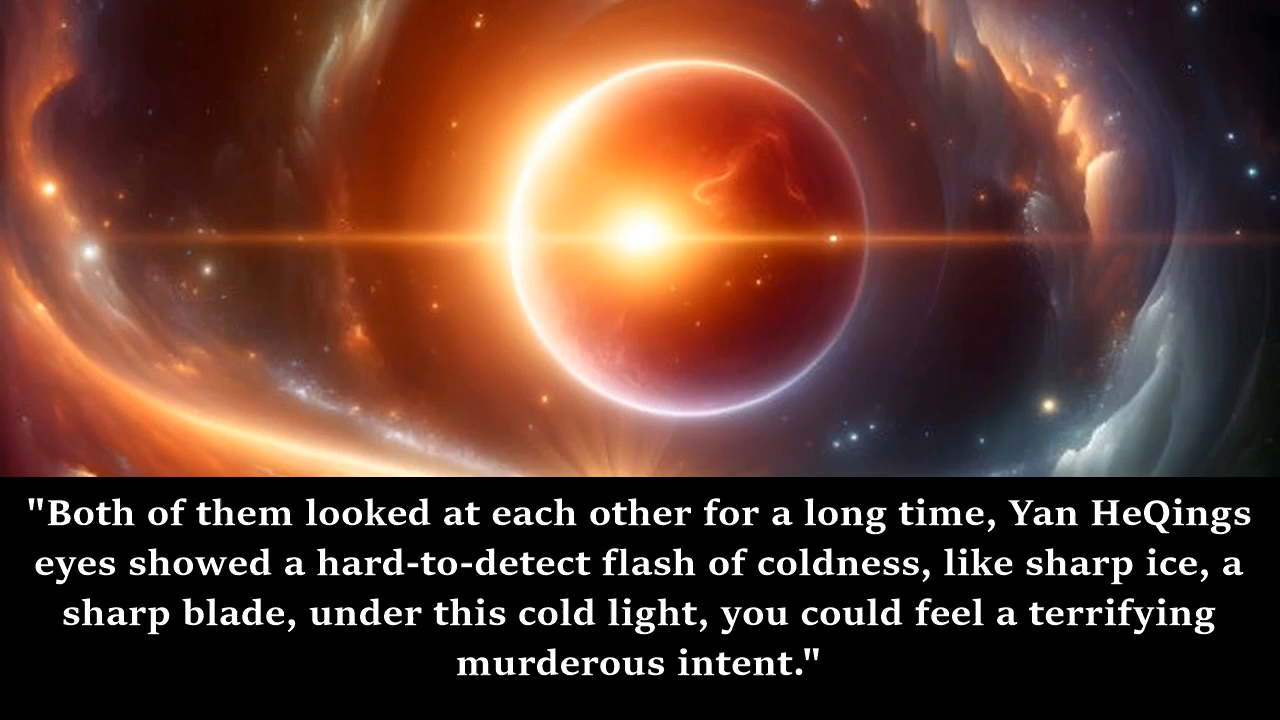 "Both of them looked at each other for a long time, Yan HeQings
eyes showed a hard-to-detect flash of coldness, like sharp ice, a
sharp blade, under this cold light, you could feel a terrifying
murderous intent."